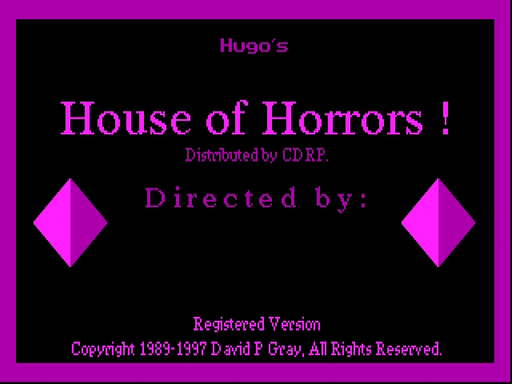 Hugo's
House of Horrors !
Distributed by CDRP.
Directed by:
Registered Version
Copyright 1989-1997 David P Gray, All Rights Reserved.